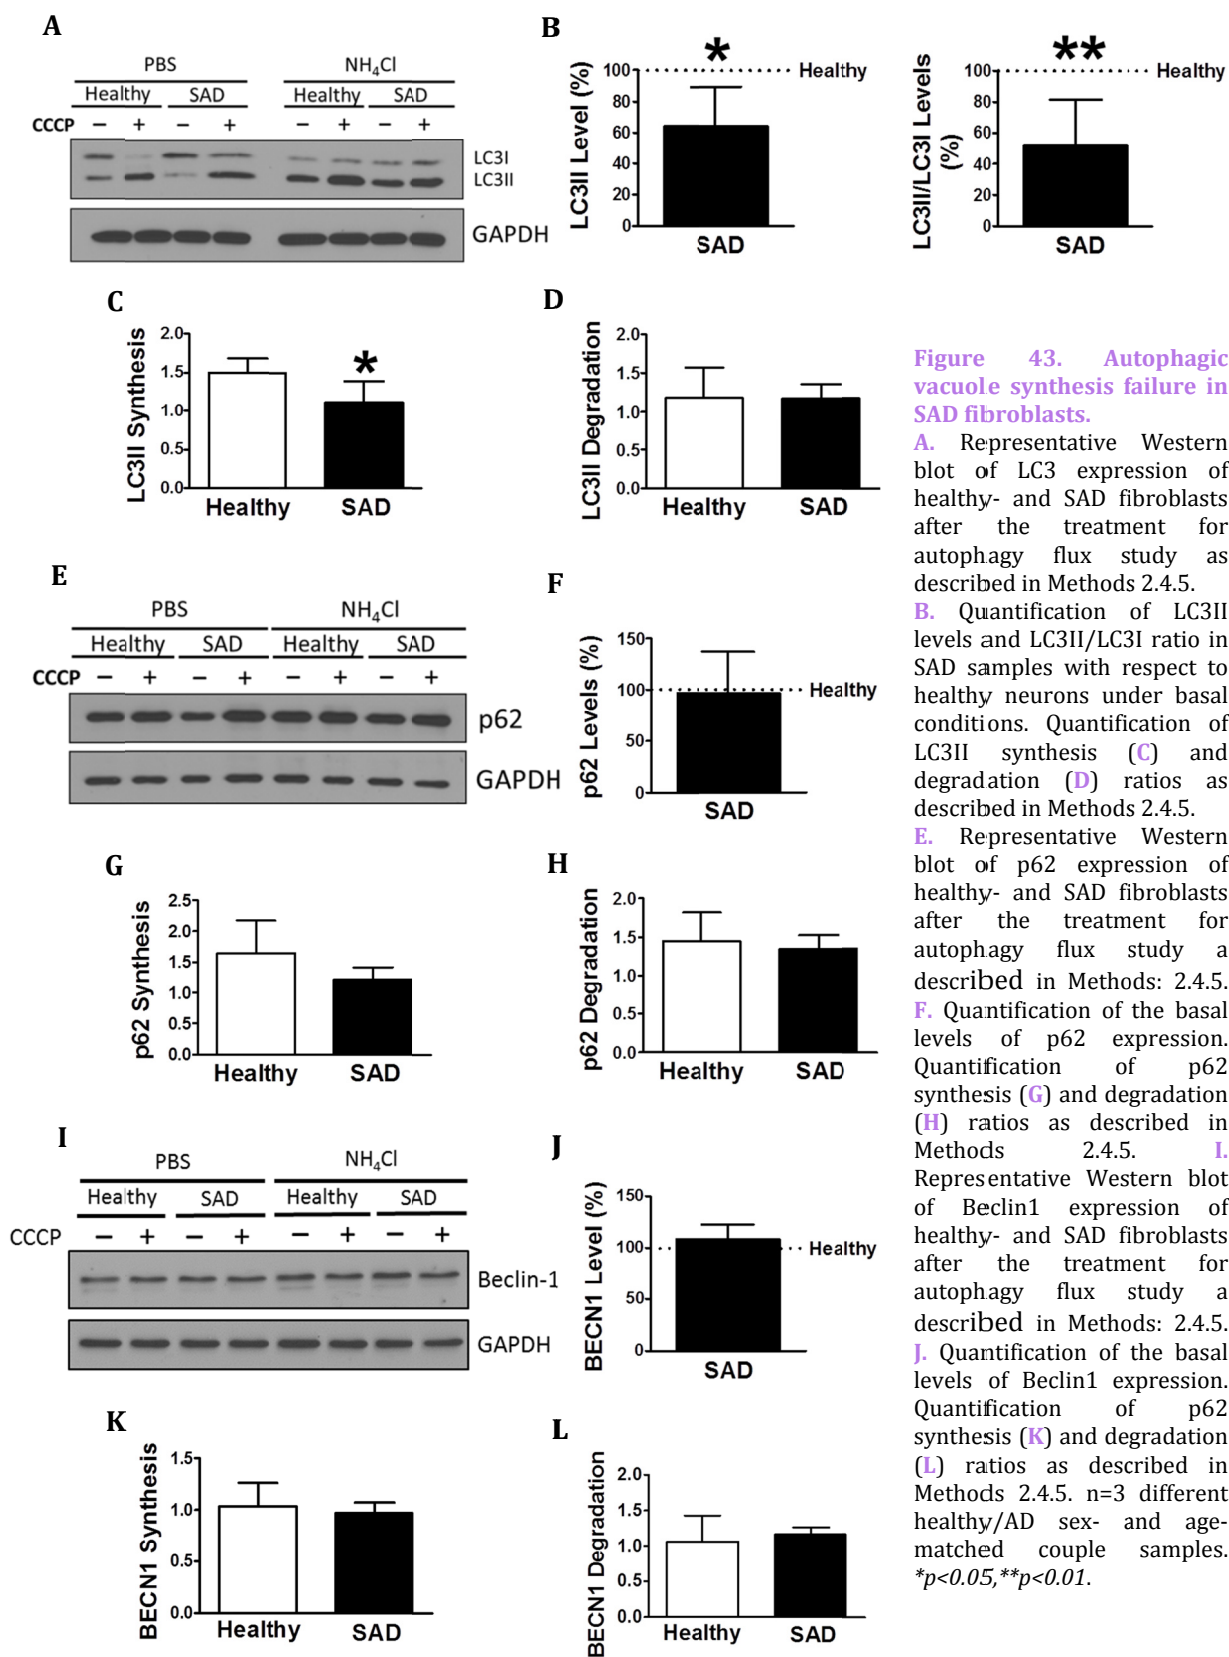 A
PBS
NH₄Cl
Healthy SAD Healthy SAD
CCCP − + − + − + − +
LC3I
LC3II
GAPDH
B
LC3II Level (%)
100
80
60
40
20
0
*
Healthy
SAD
LC3II/LC3I Levels
(%)
100
80
60
40
20
0
**
Healthy
SAD
C
LC3II Synthesis
2.0
1.5
1.0
0.5
0.0
*
Healthy SAD
D
LC3II Degradation
2.0
1.5
1.0
0.5
0.0
Healthy SAD
E
PBS
NH₄Cl
Healthy SAD Healthy SAD
CCCP − + − + − + − +
p62
GAPDH
F
p62 Levels (%)
150
100
50
0
Healthy
SAD
G
p62 Synthesis
2.5
2.0
1.5
1.0
0.5
0.0
Healthy SAD
H
p62 Degradation
2.0
1.5
1.0
0.5
0.0
Healthy SAD
I
PBS
NH₄Cl
Healthy SAD Healthy SAD
CCCP − + − + − + − +
Beclin-1
GAPDH
J
BECN1 Level (%)
150
100
50
0
Healthy
SAD
K
BECN1 Synthesis
1.5
1.0
0.5
0.0
Healthy SAD
L
BECN1 Degradation
2.0
1.5
1.0
0.5
0.0
Healthy SAD
Figure 43. Autophagic
vacuole synthesis failure in
SAD fibroblasts.
A. Representative Western
blot of LC3 expression of
healthy- and SAD fibroblasts
after the treatment for
autophagy flux study as
described in Methods 2.4.5.
B. Quantification of LC3II
levels and LC3II/LC3I ratio in
SAD samples with respect to
healthy neurons under basal
conditions. Quantification of
LC3II synthesis (C) and
degradation (D) ratios as
described in Methods 2.4.5.
E. Representative Western
blot of p62 expression of
healthy- and SAD fibroblasts
after the treatment for
autophagy flux study a
described in Methods: 2.4.5.
F. Quantification of the basal
levels of p62 expression.
Quantification of p62
synthesis (G) and degradation
(H) ratios as described in
Methods 2.4.5. I.
Representative Western blot
of Beclin1 expression of
healthy- and SAD fibroblasts
after the treatment for
autophagy flux study a
described in Methods: 2.4.5.
J. Quantification of the basal
levels of Beclin1 expression.
Quantification of p62
synthesis (K) and degradation
(L) ratios as described in
Methods 2.4.5. n=3 different
healthy/AD sex- and age-
matched couple samples.
*p<0.05,**p<0.01.